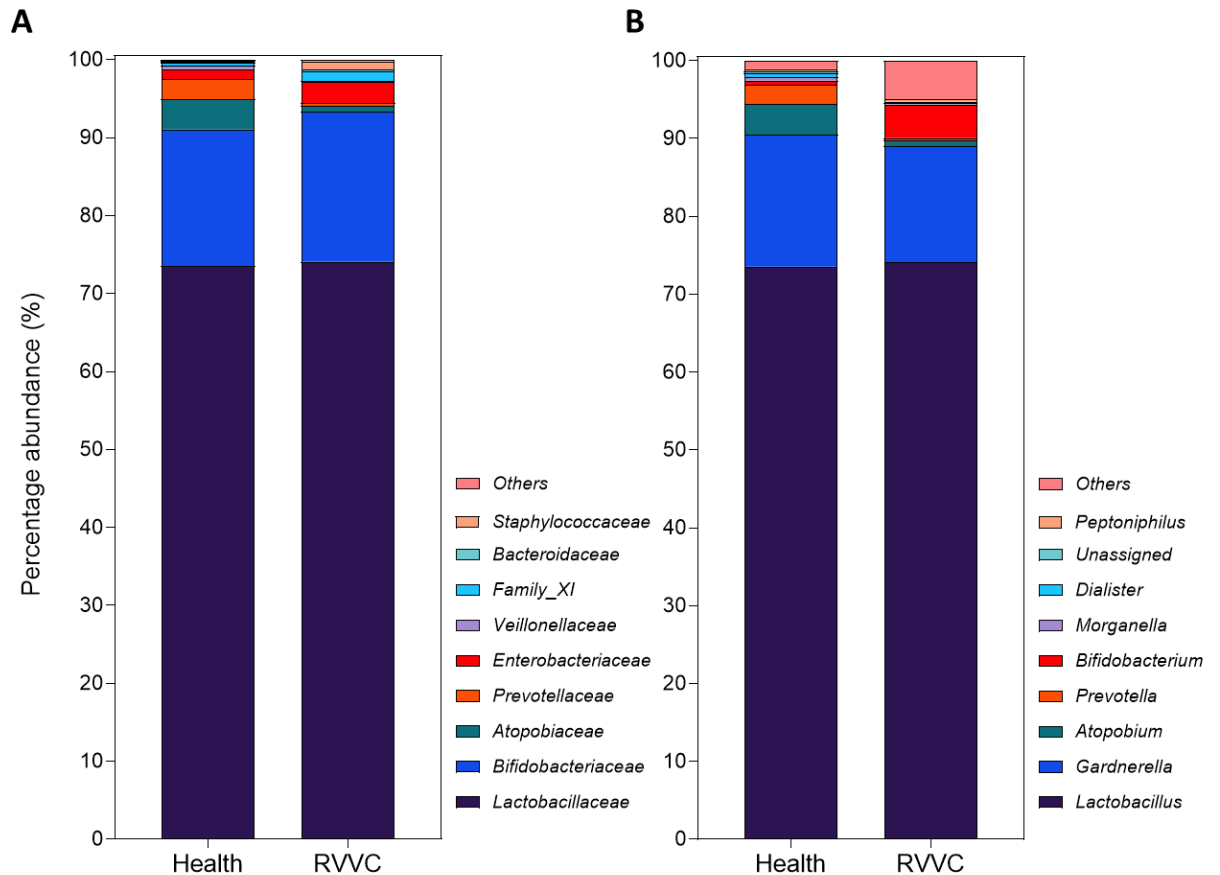 A
B
Percentage abundance (%)
100
90
80
70
60
50
40
30
20
10
0
Health
RVVC
Others
Staphylococcaceae
Bacteroidaceae
Family_XI
Veillonellaceae
Enterobacteriaceae
Prevotellaceae
Atopobiaceae
Bifidobacteriaceae
Lactobacillaceae
100
90
80
70
60
50
40
30
20
10
0
Health
RVVC
Others
Peptoniphilus
Unassigned
Dialister
Morganella
Bifidobacterium
Prevotella
Atopobium
Gardnerella
Lactobacillus